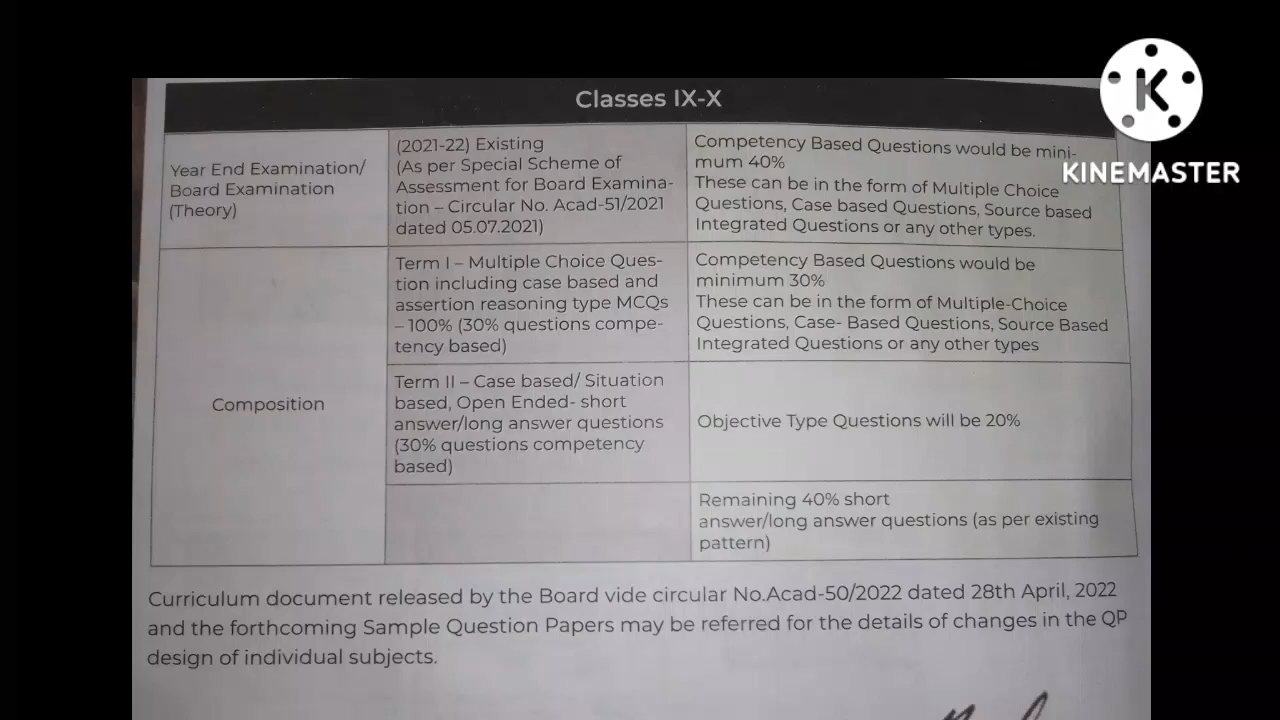 Classes IX-X
Year End Examination/
Board Examination
(Theory)
(2021-22) Existing
(As per Special Scheme of
Assessment for Board Examina-
tion – Circular No. Acad-51/2021
dated 05.07.2021)
Competency Based Questions would be mini-
mum 40%
These can be in the form of Multiple Choice
Questions, Case based Questions, Source based
Integrated Questions or any other types.
Composition
Term I – Multiple Choice Ques-
tion including case based and
assertion reasoning type MCQs
– 100% (30% questions compe-
tency based)
Competency Based Questions would be
minimum 30%
These can be in the form of Multiple-Choice
Questions, Case- Based Questions, Source Based
Integrated Questions or any other types
Term II – Case based/ Situation
based, Open Ended- short
answer/long answer questions
(30% questions competency
based)
Objective Type Questions will be 20%
Remaining 40% short
answer/long answer questions (as per existing
pattern)
Curriculum document released by the Board vide circular No.Acad-50/2022 dated 28th April, 2022
and the forthcoming Sample Question Papers may be referred for the details of changes in the QP
design of individual subjects.
K
KINEMASTER